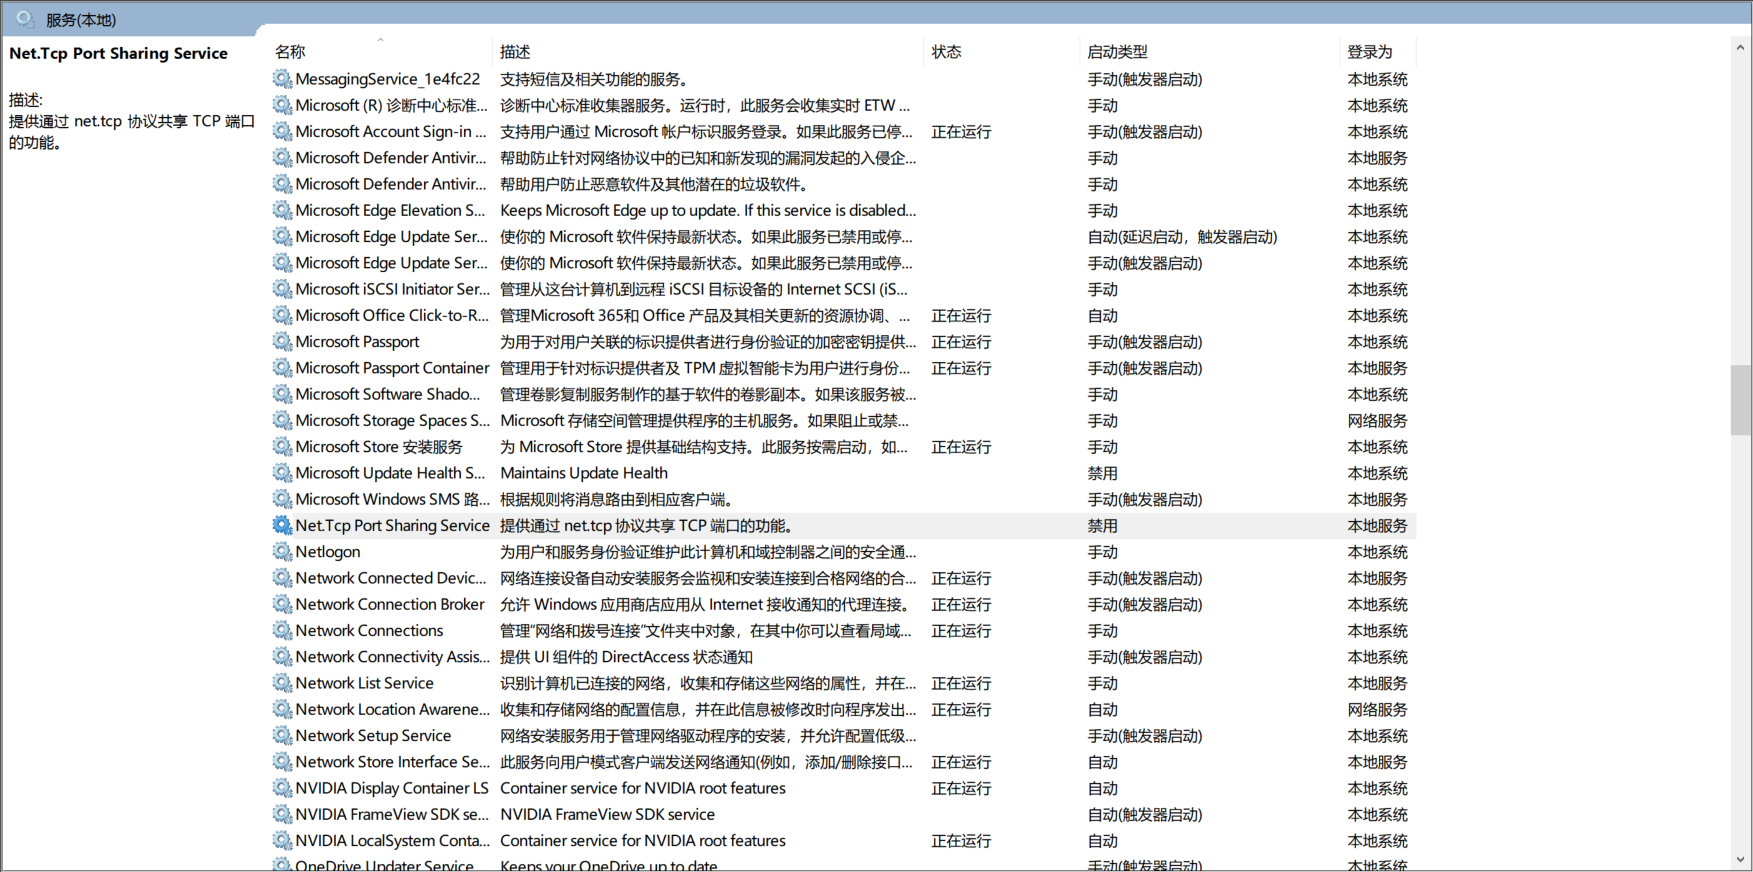 服务(本地)
Net.Tcp Port Sharing Service
描述:
提供通过 net.tcp 协议共享 TCP 端口
的功能。
名称 描述 状态 启动类型 登录为
MessagingService_1e4fc22 支持短信及相关功能的服务。 手动(触发器启动) 本地系统
Microsoft (R) 诊断中心标准... 诊断中心标准收集器服务。运行时，此服务会收集实时 ETW ... 手动 本地系统
Microsoft Account Sign-in ... 支持用户通过 Microsoft 帐户标识服务登录。如果此服务已停... 正在运行 手动(触发器启动) 本地系统
Microsoft Defender Antivir... 帮助防止针对网络协议中的已知和新发现的漏洞发起的入侵企... 手动 本地服务
Microsoft Defender Antivir... 帮助用户防止恶意软件及其他潜在的垃圾软件。 手动 本地系统
Microsoft Edge Elevation S... Keeps Microsoft Edge up to update. If this service is disabled... 手动 本地系统
Microsoft Edge Update Ser... 使你的 Microsoft 软件保持最新状态。如果此服务已禁用或停... 自动(延迟启动，触发器启动) 本地系统
Microsoft Edge Update Ser... 使你的 Microsoft 软件保持最新状态。如果此服务已禁用或停... 手动(触发器启动) 本地系统
Microsoft iSCSI Initiator Ser... 管理从这台计算机到远程 iSCSI 目标设备的 Internet SCSI (iS... 手动 本地系统
Microsoft Office Click-to-R... 管理Microsoft 365和 Office 产品及其相关更新的资源协调、... 正在运行 自动 本地系统
Microsoft Passport 为用于对用户关联的标识提供者进行身份验证的加密密钥提供... 正在运行 手动(触发器启动) 本地系统
Microsoft Passport Container 管理用于针对标识提供者及 TPM 虚拟智能卡为用户进行身份... 正在运行 手动(触发器启动) 本地服务
Microsoft Software Shado... 管理卷影复制服务制作的基于软件的卷影副本。如果该服务被... 手动 本地系统
Microsoft Storage Spaces S... Microsoft 存储空间管理提供程序的主机服务。如果阻止或禁... 手动 网络服务
Microsoft Store 安装服务 为 Microsoft Store 提供基础结构支持。此服务按需启动，如... 正在运行 手动 本地系统
Microsoft Update Health S... Maintains Update Health 禁用 本地系统
Microsoft Windows SMS 路... 根据规则将消息路由到相应客户端。 手动(触发器启动) 本地服务
Net.Tcp Port Sharing Service 提供通过 net.tcp 协议共享 TCP 端口的功能。 禁用 本地服务
Netlogon 为用户和服务身份验证维护此计算机和域控制器之间的安全通... 手动 本地系统
Network Connected Devic... 网络连接设备自动安装服务会监视和安装连接到合格网络的合... 正在运行 手动(触发器启动) 本地服务
Network Connection Broker 允许 Windows 应用商店应用从 Internet 接收通知的代理连接。 正在运行 手动(触发器启动) 本地系统
Network Connections 管理“网络和拨号连接”文件夹中对象，在其中你可以查看局域... 正在运行 手动 本地系统
Network Connectivity Assis... 提供 UI 组件的 DirectAccess 状态通知 手动(触发器启动) 本地系统
Network List Service 识别计算机已连接的网络，收集和存储这些网络的属性，并在... 正在运行 手动 本地服务
Network Location Awarene... 收集和存储网络的配置信息，并在此信息被修改时向程序发出... 正在运行 自动 网络服务
Network Setup Service 网络安装服务用于管理网络驱动程序的安装，并允许配置低级... 手动(触发器启动) 本地系统
Network Store Interface Se... 此服务向用户模式客户端发送网络通知(例如，添加/删除接口... 正在运行 自动 本地服务
NVIDIA Display Container LS Container service for NVIDIA root features 正在运行 自动 本地系统
NVIDIA FrameView SDK se... NVIDIA FrameView SDK service 自动(触发器启动) 本地系统
NVIDIA LocalSystem Conta... Container service for NVIDIA root features 正在运行 自动 本地系统
OneDrive Updater Service Keeps your OneDrive up to date 手动(触发器启动) 本地系统